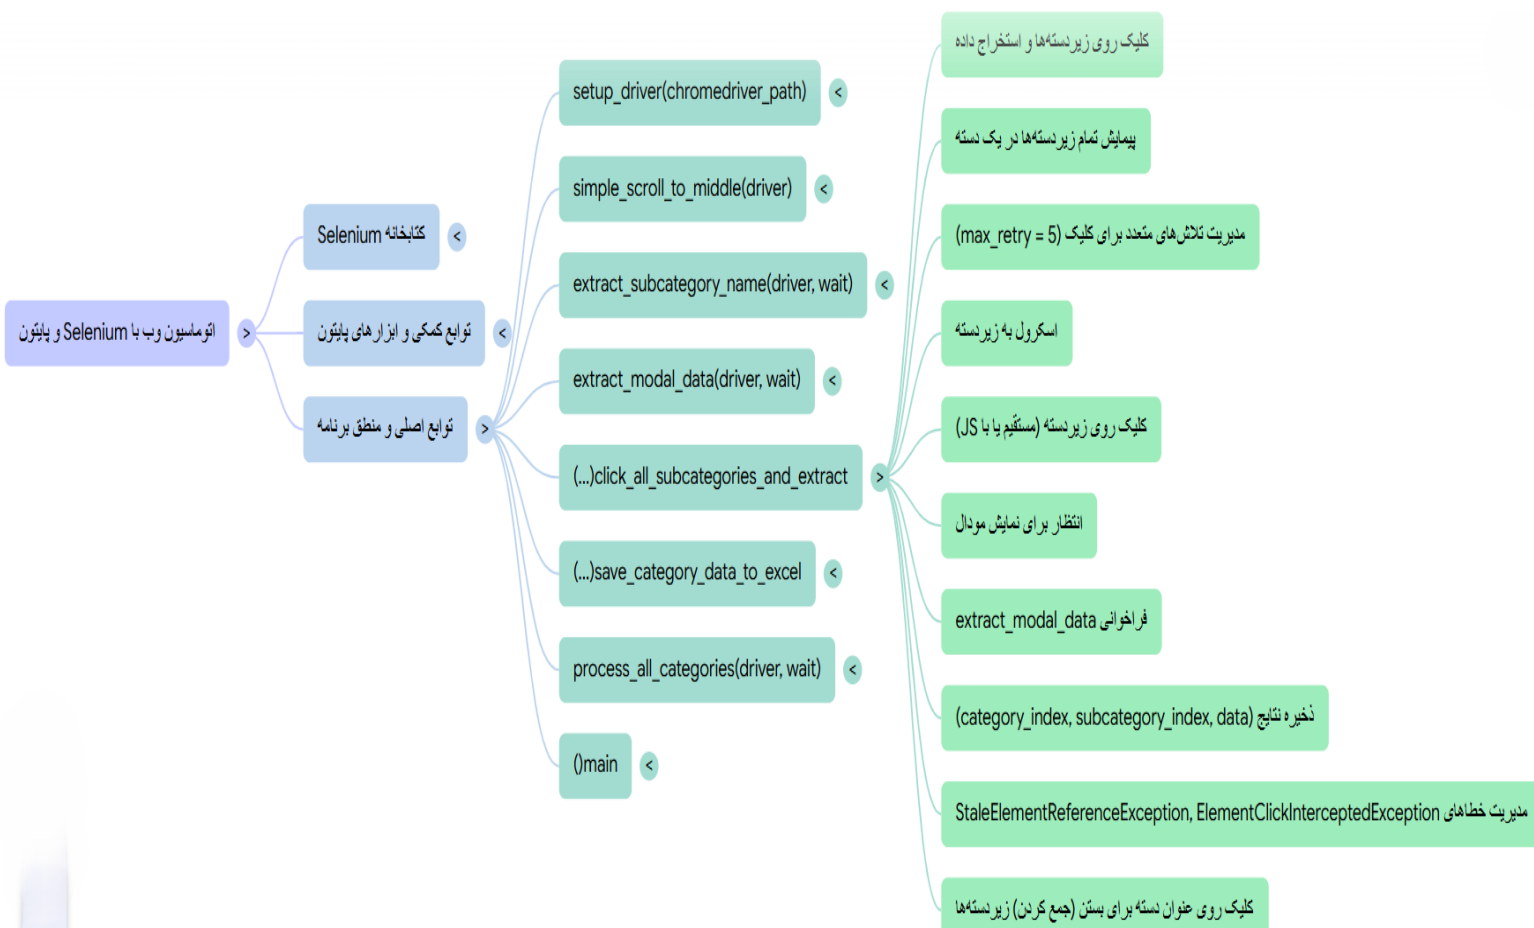 اتوماسیون وب با Selenium و پایتون
کتابخانه Selenium
توابع کمکی و ابزارهای پایتون
توابع اصلی و منطق برنامه
setup_driver(chromedriver_path)
simple_scroll_to_middle(driver)
extract_subcategory_name(driver, wait)
extract_modal_data(driver, wait)
(...)click_all_subcategories_and_extract
(...)save_category_data_to_excel
process_all_categories(driver, wait)
()main
کلیک روی زیردسته‌ها و استخراج داده
پیمایش تمام زیردسته‌ها در یک دسته
مدیریت تلاش‌های متعدد برای کلیک (max_retry = 5)
اسکرول به زیردسته
کلیک روی زیردسته (مستقیم یا با JS)
انتظار برای نمایش مودال
فراخوانی extract_modal_data
ذخیره نتایج (category_index, subcategory_index, data)
مدیریت خطاهای StaleElementReferenceException, ElementClickInterceptedException
کلیک روی عنوان دسته برای بستن (جمع کردن) زیردسته‌ها